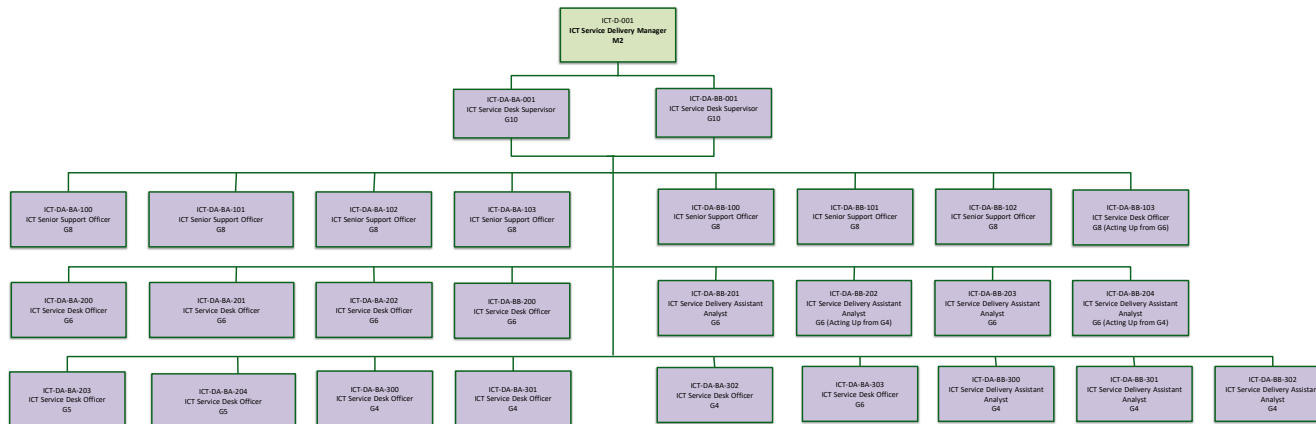 ICT-D-001
ICT Service Delivery Manager
M2
ICT-DA-BA-001
ICT Service Desk Supervisor
G10
ICT-DA-BB-001
ICT Service Desk Supervisor
G10
ICT-DA-BA-100
ICT Senior Support Officer
G8
ICT-DA-BA-101
ICT Senior Support Officer
G8
ICT-DA-BA-102
ICT Senior Support Officer
G8
ICT-DA-BA-103
ICT Senior Support Officer
G8
ICT-DA-BB-100
ICT Senior Support Officer
G8
ICT-DA-BB-101
ICT Senior Support Officer
G8
ICT-DA-BB-102
ICT Senior Support Officer
G8
ICT-DA-BB-103
ICT Service Desk Officer
G8 (Acting Up from G6)
ICT-DA-BA-200
ICT Service Desk Officer
G6
ICT-DA-BA-201
ICT Service Desk Officer
G6
ICT-DA-BA-202
ICT Service Desk Officer
G6
ICT-DA-BB-200
ICT Service Desk Officer
G6
ICT-DA-BB-201
ICT Service Delivery Assistant
Analyst
G6
ICT-DA-BB-202
ICT Service Delivery Assistant
Analyst
G6 (Acting Up from G4)
ICT-DA-BB-203
ICT Service Delivery Assistant
Analyst
G6
ICT-DA-BB-204
ICT Service Delivery Assistant
Analyst
G6 (Acting Up from G4)
ICT-DA-BA-203
ICT Service Desk Officer
G5
ICT-DA-BA-204
ICT Service Desk Officer
G5
ICT-DA-BA-300
ICT Service Desk Officer
G4
ICT-DA-BA-301
ICT Service Desk Officer
G4
ICT-DA-BA-302
ICT Service Desk Officer
G4
ICT-DA-BA-303
ICT Service Desk Officer
G6
ICT-DA-BB-300
ICT Service Delivery Assistant
Analyst
G4
ICT-DA-BB-301
ICT Service Delivery Assistant
Analyst
G4
ICT-DA-BB-302
ICT Service Delivery Assistant
Analyst
G4